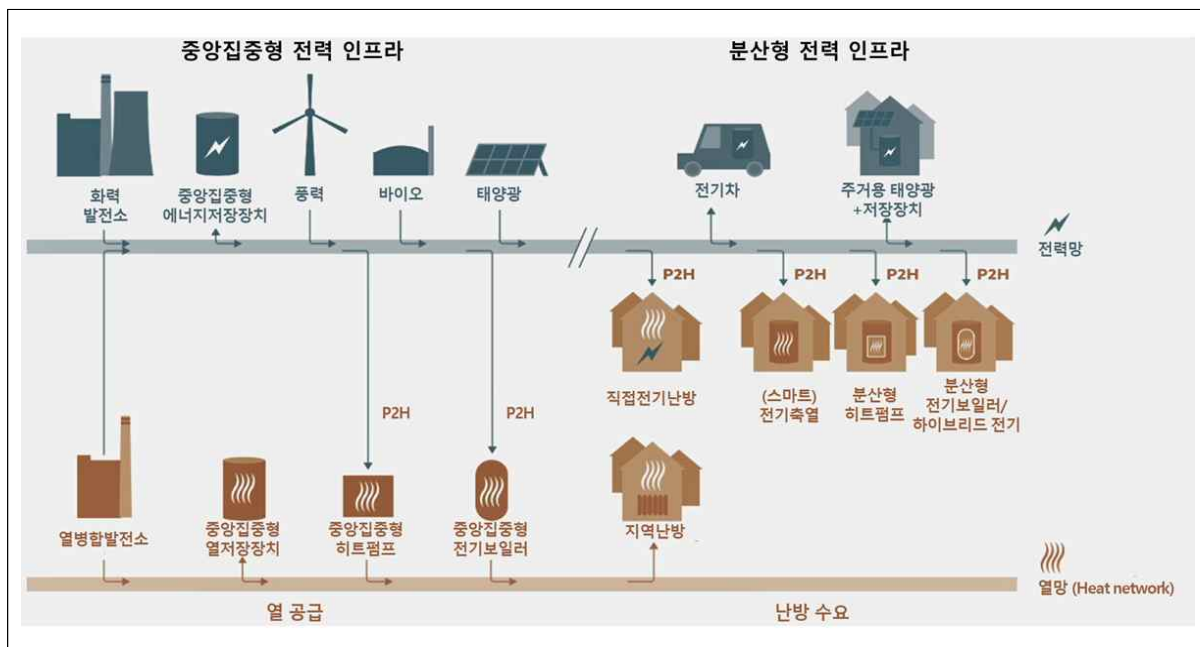 중앙집중형 전력 인프라
분산형 전력 인프라
화력
발전소
중앙집중형
에너지저장장치
풍력
바이오
태양광
전기차
주거용 태양광
+저장장치
전력망
P2H
P2H
P2H
P2H
직접전기난방
(스마트)
전기축열
분산형
히트펌프
분산형
전기보일러/
하이브리드 전기
P2H
P2H
열병합발전소
중앙집중형
열저장장치
중앙집중형
히트펌프
중앙집중형
전기보일러
지역난방
열망 (Heat network)
열 공급
난방 수요